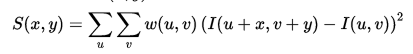 S(x, y) = ∑_u ∑_v w(u, v) (I(u + x, v + y) − I(u, v))²